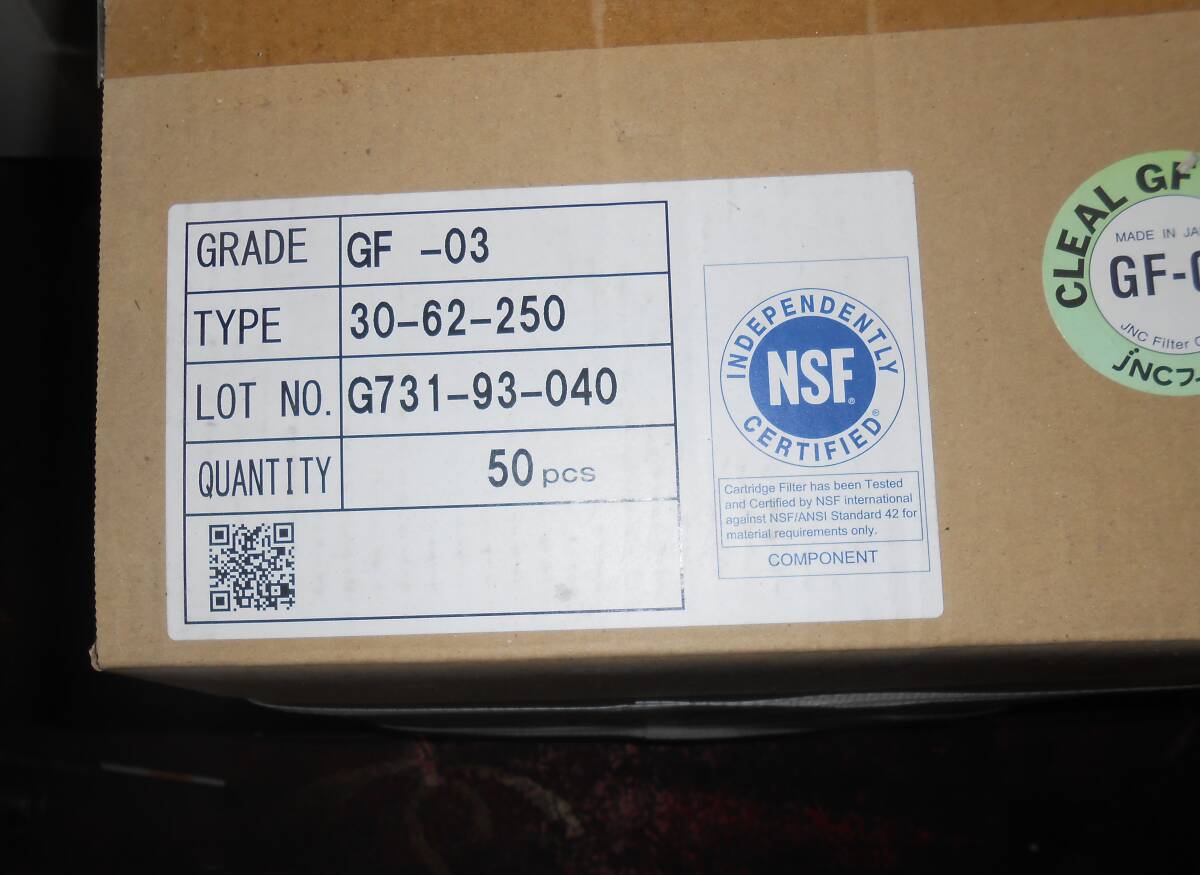 GRADE GF -03
TYPE 30-62-250
LOT NO. G731-93-040
QUANTITY 50 pcs
INDEPENDENTLY
NSF®
CERTIFIED®
Cartridge Filter has been Tested
and Certified by NSF international
against NSF/ANSI Standard 42 for
material requirements only.
COMPONENT
CLEAL GF
MADE IN
GF-
JNC Filter
JNCフ